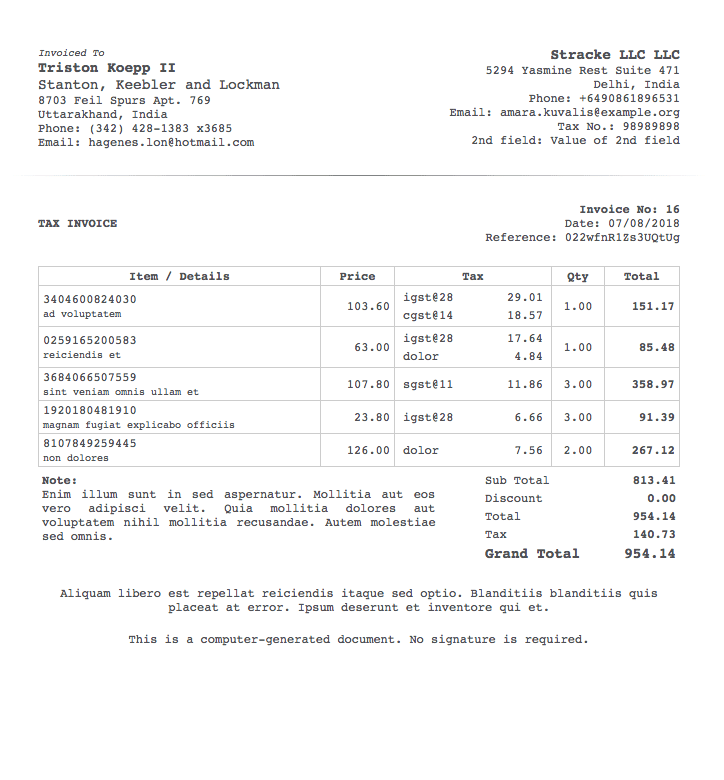 Invoiced To
Triston Koepp II
Stanton, Keebler and Lockman
8703 Feil Spurs Apt. 769
Uttarakhand, India
Phone: (342) 428-1383 x3685
Email: hagenes.lon@hotmail.com
Stracke LLC LLC
5294 Yasmine Rest Suite 471
Delhi, India
Phone: +6490861896531
Email: amara.kuvalis@example.org
Tax No.: 98989898
2nd field: Value of 2nd field
TAX INVOICE
Invoice No: 16
Date: 07/08/2018
Reference: 022wfnR1Zs3UQtUg
Item / Details Price Tax Qty Total
3404600824030
ad voluptatem
103.60
igst@28 29.01
cgst@14 18.57
1.00
151.17
0259165200583
reiciendis et
63.00
igst@28 17.64
dolor 4.84
1.00
85.48
3684066507559
sint veniam omnis ullam et
107.80
sgst@11 11.86
3.00
358.97
1920180481910
magnam fugiat explicabo officiis
23.80
igst@28 6.66
3.00
91.39
8107849259445
non dolores
126.00
dolor 7.56
2.00
267.12
Note:
Enim illum sunt in sed aspernatur. Mollitia aut eos
vero adipisci velit. Quia mollitia dolores aut
voluptatem nihil mollitia recusandae. Autem molestiae
sed omnis.
Sub Total 813.41
Discount 0.00
Total 954.14
Tax 140.73
Grand Total 954.14
Aliquam libero est repellat reiciendis itaque sed optio. Blanditiis blanditiis quis
placeat at error. Ipsum deserunt et inventore qui et.
This is a computer-generated document. No signature is required.